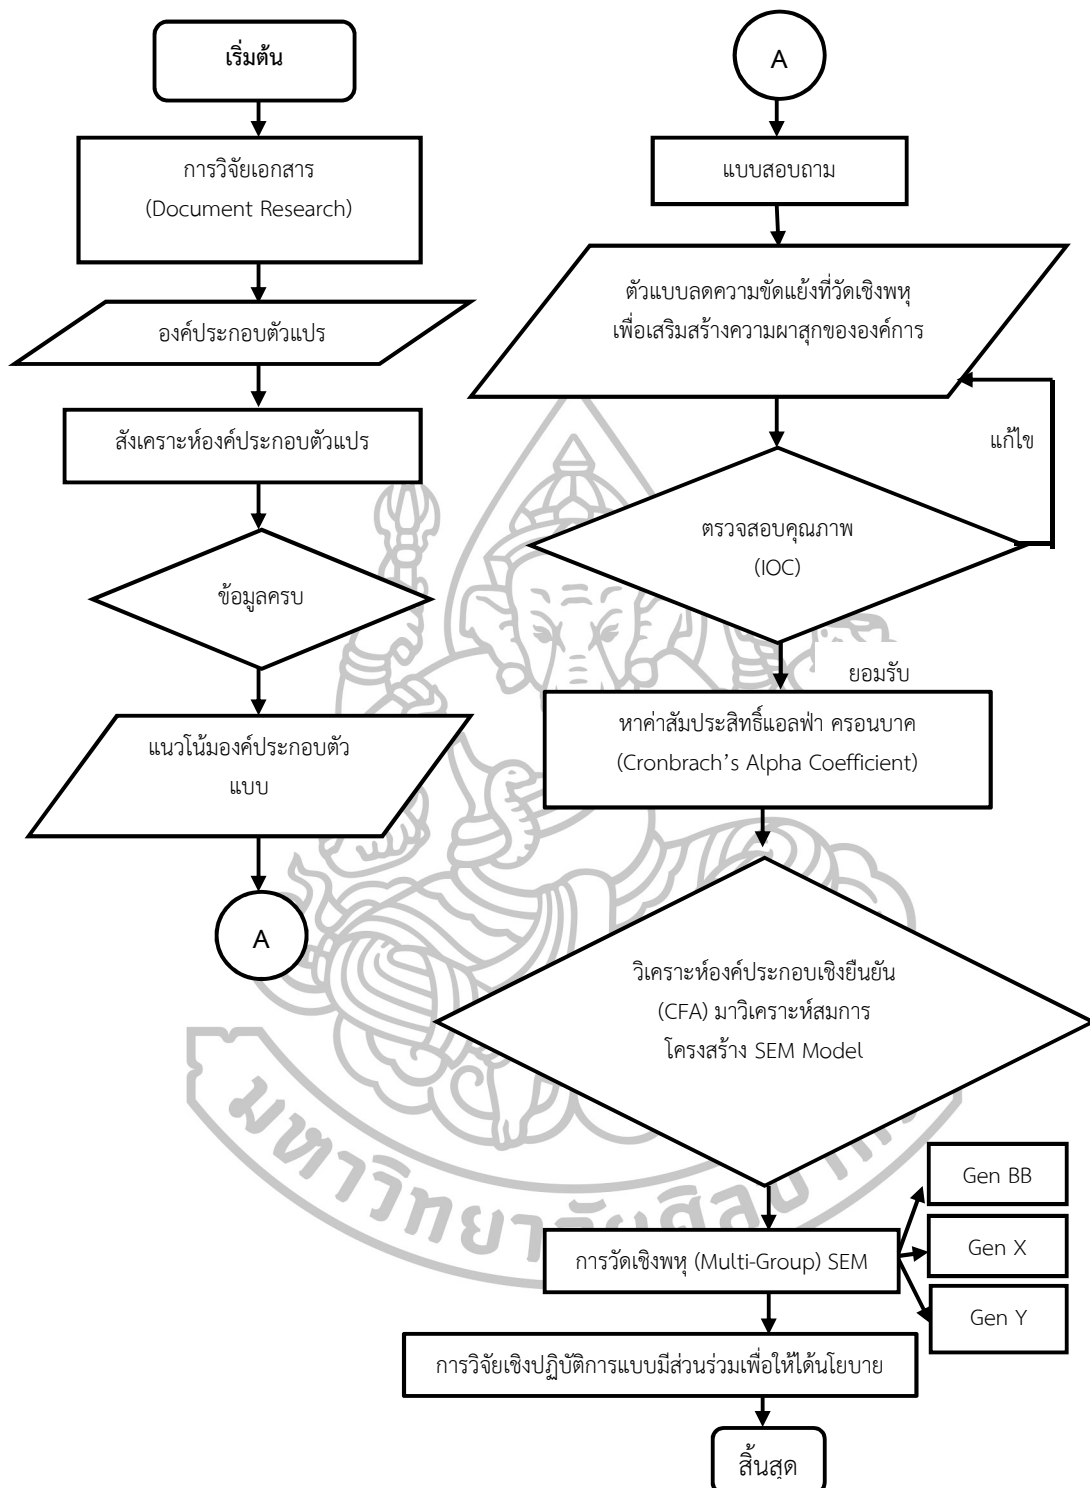 เริ่มต้น
การวิจัยเอกสาร
(Document Research)
องค์ประกอบตัวแปร
สังเคราะห์องค์ประกอบตัวแปร
ข้อมูลครบ
แนวโน้มองค์ประกอบตัว
แบบ
A
A
แบบสอบถาม
ตัวแบบลดความขัดแย้งที่วัดเชิงพหุ
เพื่อเสริมสร้างความผาสุกขององค์การ
แก้ไข
ตรวจสอบคุณภาพ
(IOC)
ยอมรับ
หาค่าสัมประสิทธิ์แอลฟ่า ครอนบาค
(Cronbrach’s Alpha Coefficient)
วิเคราะห์องค์ประกอบเชิงยืนยัน
(CFA) มาวิเคราะห์สมการ
โครงสร้าง SEM Model
การวัดเชิงพหุ (Multi-Group) SEM
Gen BB
Gen X
Gen Y
การวิจัยเชิงปฏิบัติการแบบมีส่วนร่วมเพื่อให้ได้นโยบาย
สิ้นสุด
มหาวิทยาลัยศิลปากร